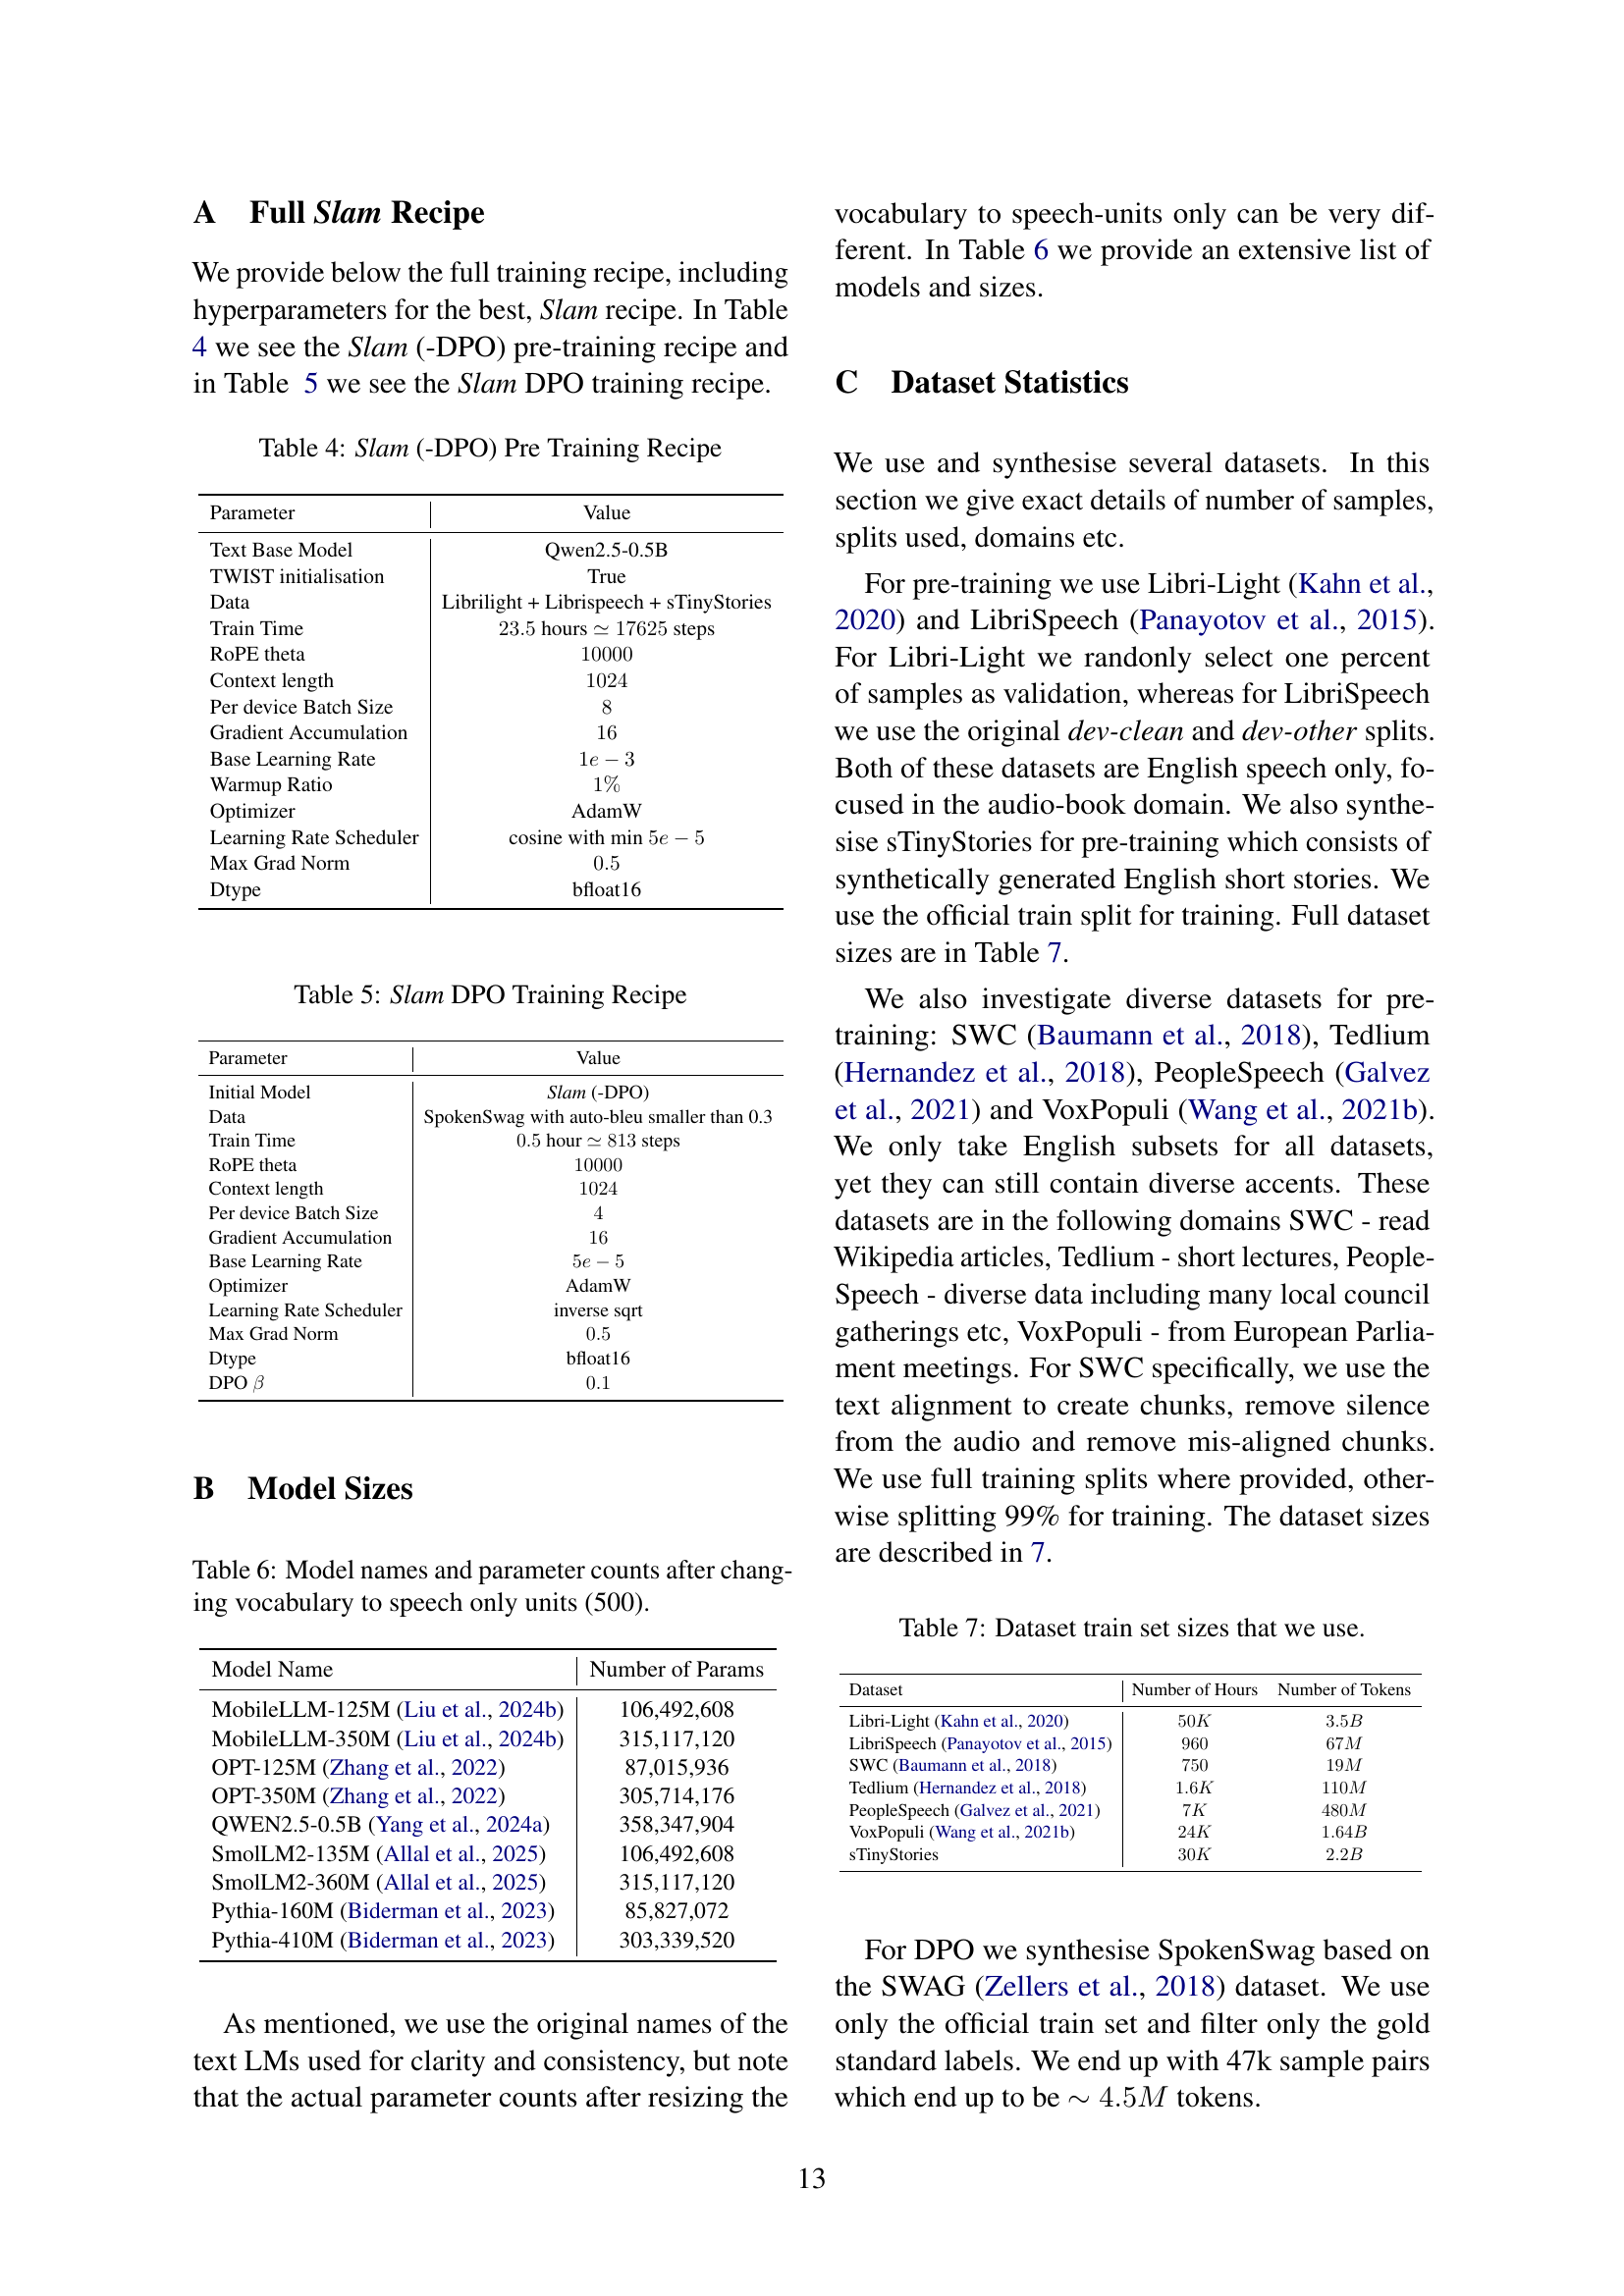 A Full Slam Recipe
We provide below the full training recipe, including
hyperparameters for the best, Slam recipe. In Table
4 we see the Slam (-DPO) pre-training recipe and
in Table 5 we see the Slam DPO training recipe.
Table 4: Slam (-DPO) Pre Training Recipe
Parameter Value
Text Base Model Qwen2.5-0.5B
TWIST initialisation True
Data Librilight + Librispeech + sTinyStories
Train Time 23.5 hours ≃ 17625 steps
RoPE theta 10000
Context length 1024
Per device Batch Size 8
Gradient Accumulation 16
Base Learning Rate 1e − 3
Warmup Ratio 1%
Optimizer AdamW
Learning Rate Scheduler cosine with min 5e − 5
Max Grad Norm 0.5
Dtype bfloat16
Table 5: Slam DPO Training Recipe
Parameter Value
Initial Model Slam (-DPO)
Data SpokenSwag with auto-bleu smaller than 0.3
Train Time 0.5 hour ≃ 813 steps
RoPE theta 10000
Context length 1024
Per device Batch Size 4
Gradient Accumulation 16
Base Learning Rate 5e − 5
Optimizer AdamW
Learning Rate Scheduler inverse sqrt
Max Grad Norm 0.5
Dtype bfloat16
DPO β 0.1
B Model Sizes
Table 6: Model names and parameter counts after chang-
ing vocabulary to speech only units (500).
Model Name Number of Params
MobileLLM-125M (Liu et al., 2024b) 106,492,608
MobileLLM-350M (Liu et al., 2024b) 315,117,120
OPT-125M (Zhang et al., 2022) 87,015,936
OPT-350M (Zhang et al., 2022) 305,714,176
QWEN2.5-0.5B (Yang et al., 2024a) 358,347,904
SmolLM2-135M (Allal et al., 2025) 106,492,608
SmolLM2-360M (Allal et al., 2025) 315,117,120
Pythia-160M (Biderman et al., 2023) 85,827,072
Pythia-410M (Biderman et al., 2023) 303,339,520
As mentioned, we use the original names of the
text LMs used for clarity and consistency, but note
that the actual parameter counts after resizing the
vocabulary to speech-units only can be very dif-
ferent. In Table 6 we provide an extensive list of
models and sizes.
C Dataset Statistics
We use and synthesise several datasets. In this
section we give exact details of number of samples,
splits used, domains etc.
For pre-training we use Libri-Light (Kahn et al.,
2020) and LibriSpeech (Panayotov et al., 2015).
For Libri-Light we randonly select one percent
of samples as validation, whereas for LibriSpeech
we use the original dev-clean and dev-other splits.
Both of these datasets are English speech only, fo-
cused in the audio-book domain. We also synthe-
sise sTinyStories for pre-training which consists of
synthetically generated English short stories. We
use the official train split for training. Full dataset
sizes are in Table 7.
We also investigate diverse datasets for pre-
training: SWC (Baumann et al., 2018), Tedlium
(Hernandez et al., 2018), PeopleSpeech (Galvez
et al., 2021) and VoxPopuli (Wang et al., 2021b).
We only take English subsets for all datasets,
yet they can still contain diverse accents. These
datasets are in the following domains SWC - read
Wikipedia articles, Tedlium - short lectures, People-
Speech - diverse data including many local council
gatherings etc, VoxPopuli - from European Parlia-
ment meetings. For SWC specifically, we use the
text alignment to create chunks, remove silence
from the audio and remove mis-aligned chunks.
We use full training splits where provided, other-
wise splitting 99% for training. The dataset sizes
are described in 7.
Table 7: Dataset train set sizes that we use.
Dataset Number of Hours Number of Tokens
Libri-Light (Kahn et al., 2020) 50K 3.5B
LibriSpeech (Panayotov et al., 2015) 960 67M
SWC (Baumann et al., 2018) 750 19M
Tedlium (Hernandez et al., 2018) 1.6K 110M
PeopleSpeech (Galvez et al., 2021) 7K 480M
VoxPopuli (Wang et al., 2021b) 24K 1.64B
sTinyStories 30K 2.2B
For DPO we synthesise SpokenSwag based on
the SWAG (Zellers et al., 2018) dataset. We use
only the official train set and filter only the gold
standard labels. We end up with 47k sample pairs
which end up to be ∼ 4.5M tokens.
13